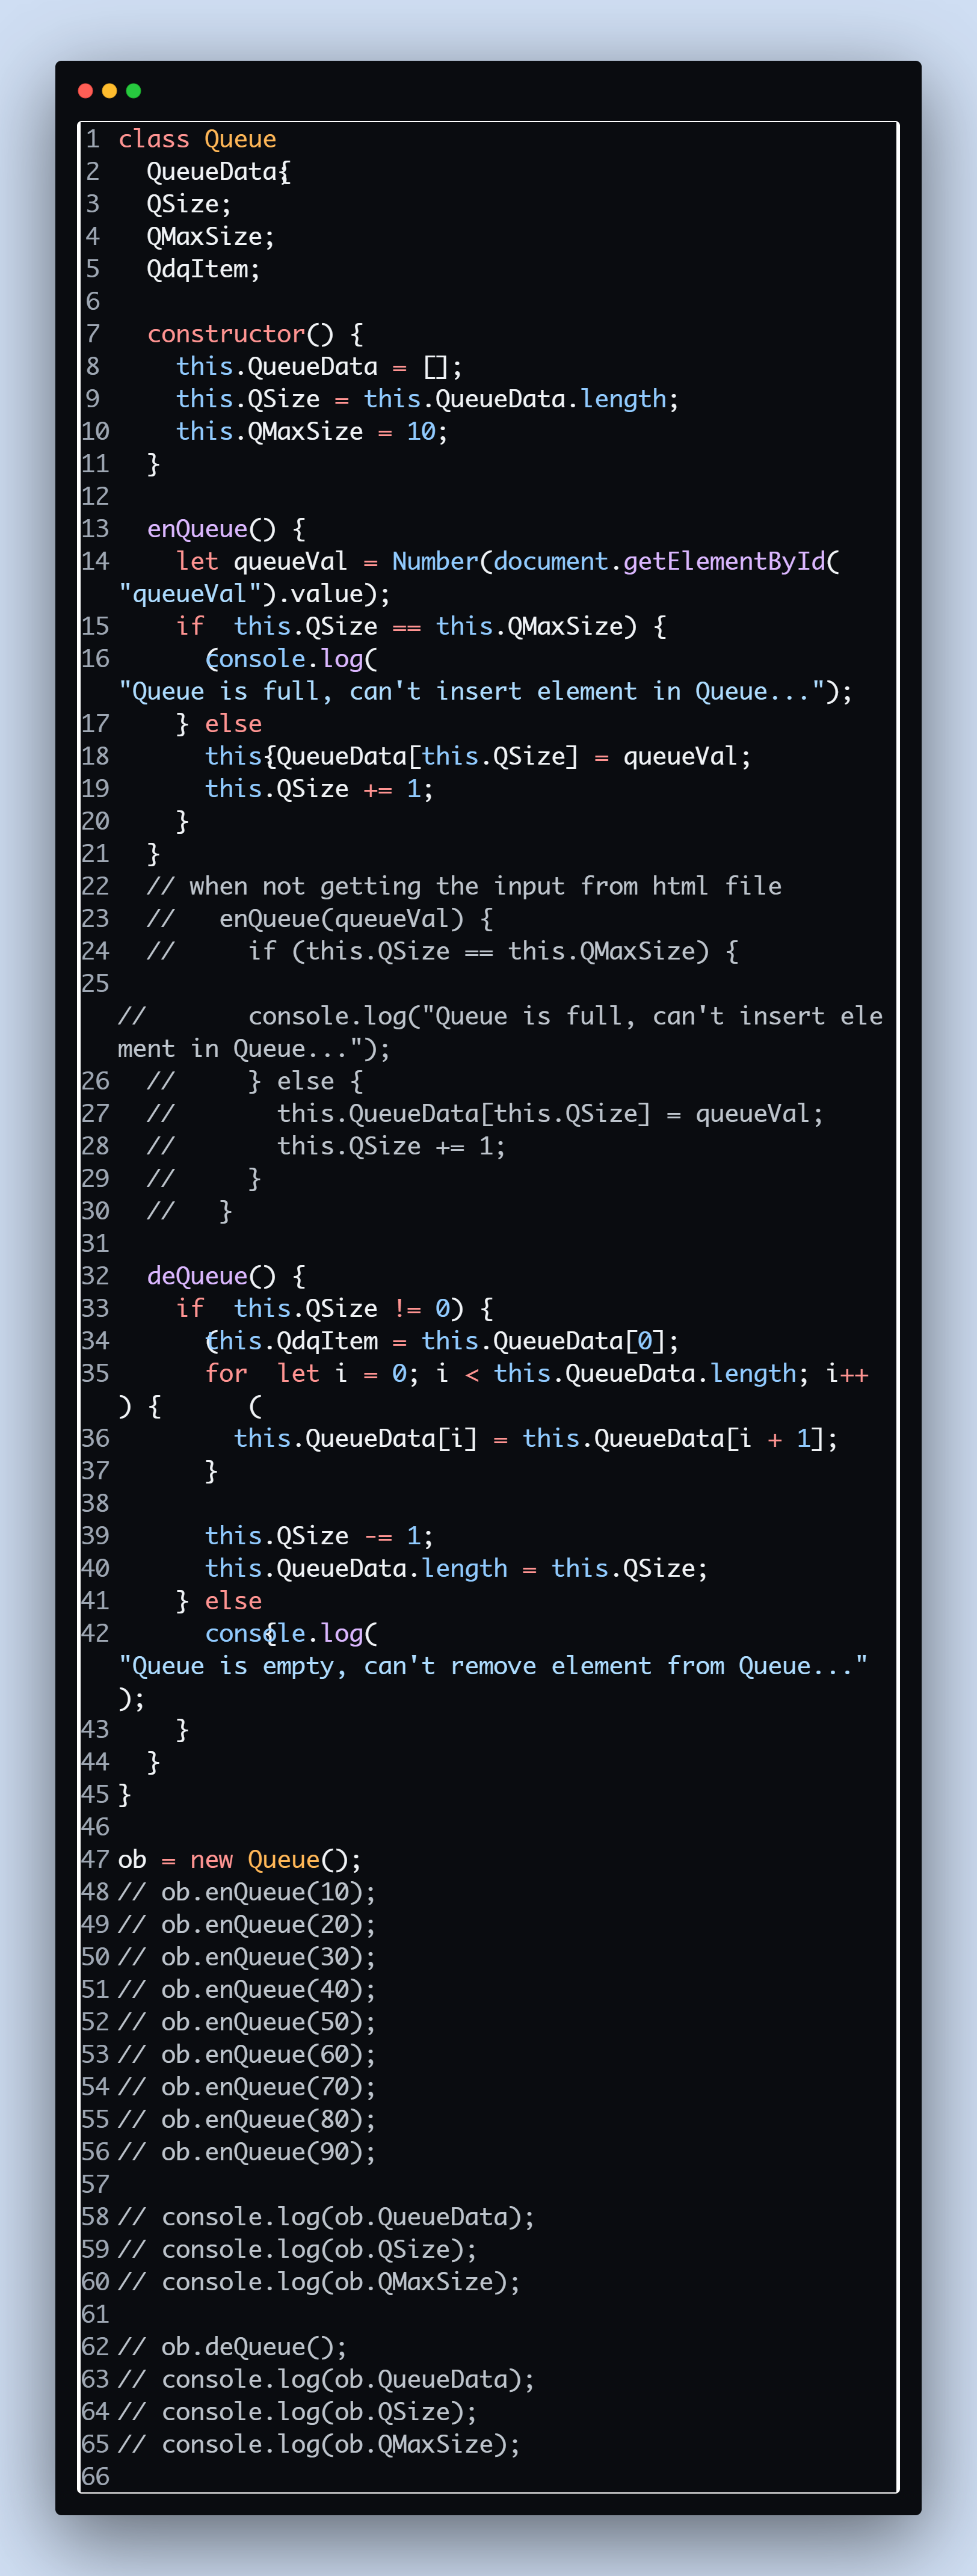 1 class Queue
2   QueueData{;
3   QSize;
4   QMaxSize;
5   QdqItem;
6
7   constructor() {
8     this.QueueData = [];
9     this.QSize = this.QueueData.length;
10     this.QMaxSize = 10;
11   }
12
13   enQueue() {
14     let queueVal = Number(document.getElementById(
"queueVal").value);
15     if  this.QSize == this.QMaxSize) {
16       (console.log(
"Queue is full, can't insert element in Queue...");
17     } else
18       this{QueueData[this.QSize] = queueVal;
19       this.QSize += 1;
20     }
21   }
22   // when not getting the input from html file
23   //   enQueue(queueVal) {
24   //     if (this.QSize == this.QMaxSize) {
25
//       console.log("Queue is full, can't insert ele
ment in Queue...");
26   //     } else {
27   //       this.QueueData[this.QSize] = queueVal;
28   //       this.QSize += 1;
29   //     }
30   //   }
31
32   deQueue() {
33     if  this.QSize != 0) {
34       (this.QdqItem = this.QueueData[0];
35       for  let i = 0; i < this.QueueData.length; i++
) {      (
36         this.QueueData[i] = this.QueueData[i + 1];
37       }
38
39       this.QSize -= 1;
40       this.QueueData.length = this.QSize;
41     } else
42       cons{ole.log(
"Queue is empty, can't remove element from Queue..."
);
43     }
44   }
45 }
46
47 ob = new Queue();
48 // ob.enQueue(10);
49 // ob.enQueue(20);
50 // ob.enQueue(30);
51 // ob.enQueue(40);
52 // ob.enQueue(50);
53 // ob.enQueue(60);
54 // ob.enQueue(70);
55 // ob.enQueue(80);
56 // ob.enQueue(90);
57
58 // console.log(ob.QueueData);
59 // console.log(ob.QSize);
60 // console.log(ob.QMaxSize);
61
62 // ob.deQueue();
63 // console.log(ob.QueueData);
64 // console.log(ob.QSize);
65 // console.log(ob.QMaxSize);
66